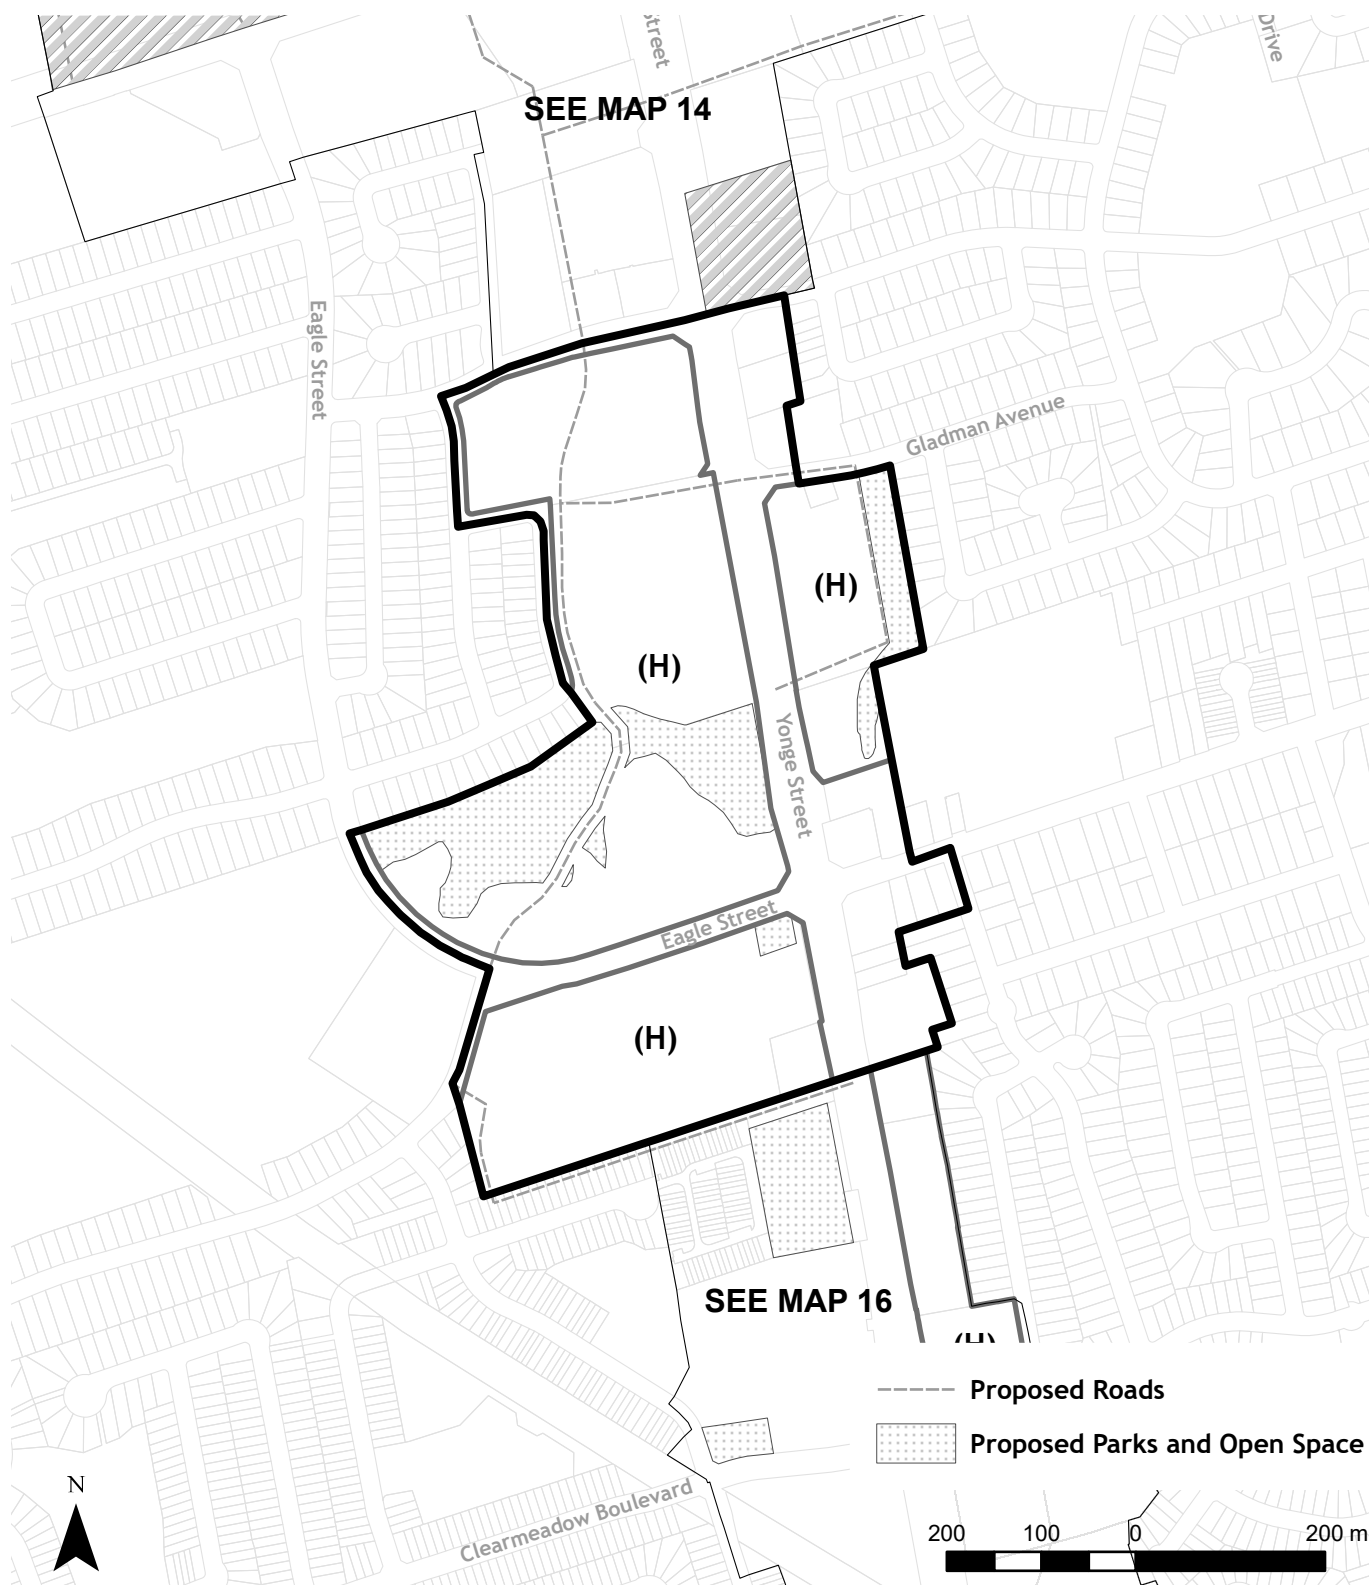 Street
Drive
SEE MAP 14
Eagle Street
Gladman Avenue
(H)
(H)
Yonge Street
Eagle Street
(H)
SEE MAP 16
(H)
Proposed Roads
Proposed Parks and Open Space
N
Clearmeadow Boulevard
200 100 0 200 m